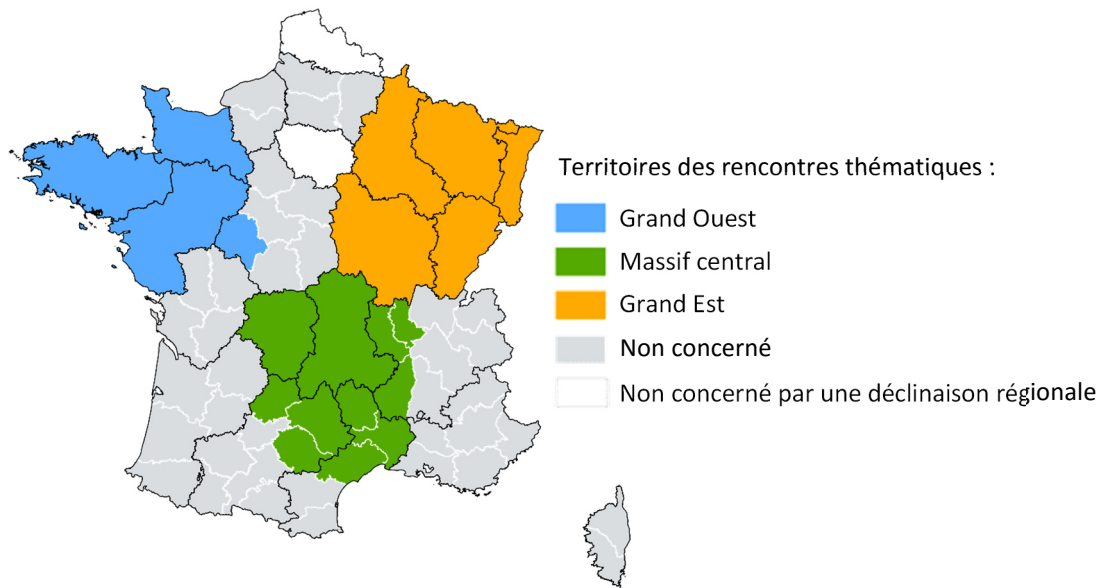 Territoires des rencontres thématiques :
Grand Ouest
Massif central
Grand Est
Non concerné
Non concerné par une déclinaison régionale